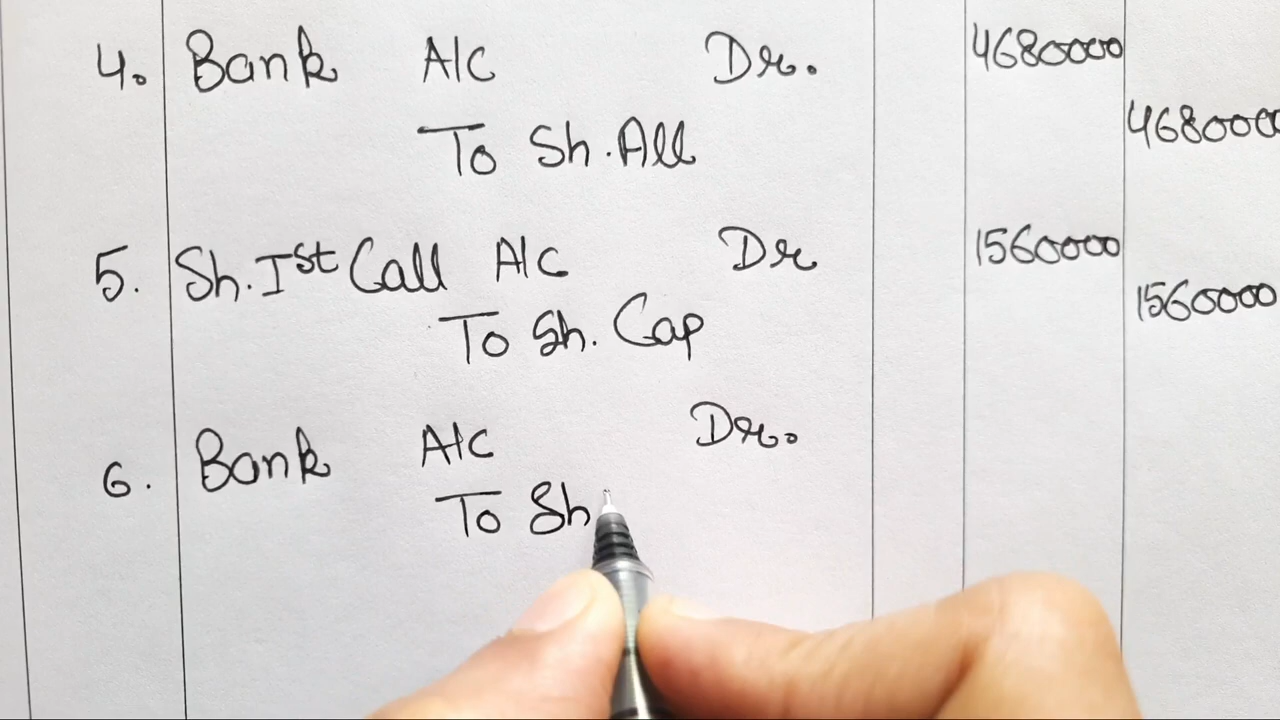 4. Bank A/C Dr. 4680000
To Sh. All 4680000
5. Sh. Ist Call A/C Dr 1560000
To Sh. Cap 1560000
6. Bank A/C Dr.
To Sh